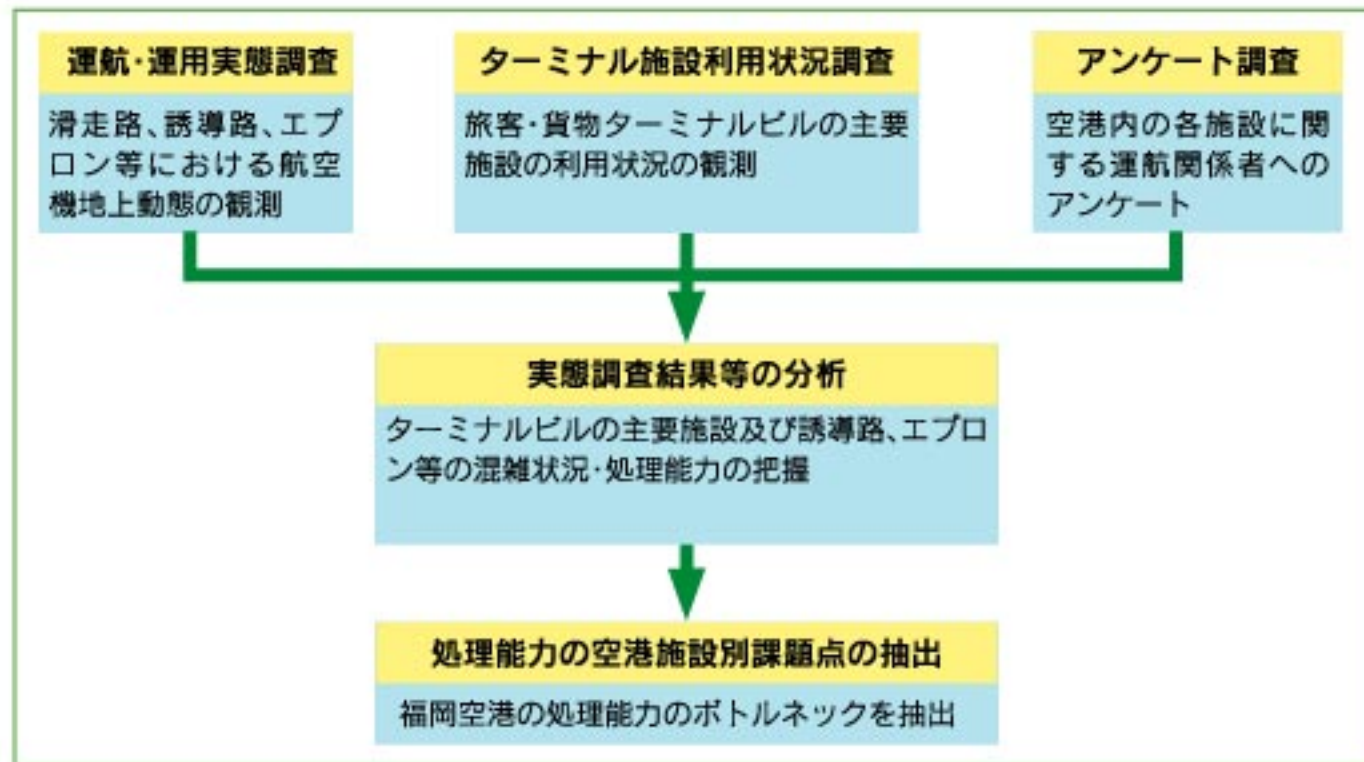 運航・運用実態調査
滑走路、誘導路、エプ
ロン等における航空
機地上動態の観測
ターミナル施設利用状況調査
旅客・貨物ターミナルビルの主要
施設の利用状況の観測
アンケート調査
空港内の各施設に関
する運航関係者への
アンケート
実態調査結果等の分析
ターミナルビルの主要施設及び誘導路、エプロ
ン等の混雑状況・処理能力の把握
処理能力の空港施設別課題点の抽出
福岡空港の処理能力のボトルネックを抽出